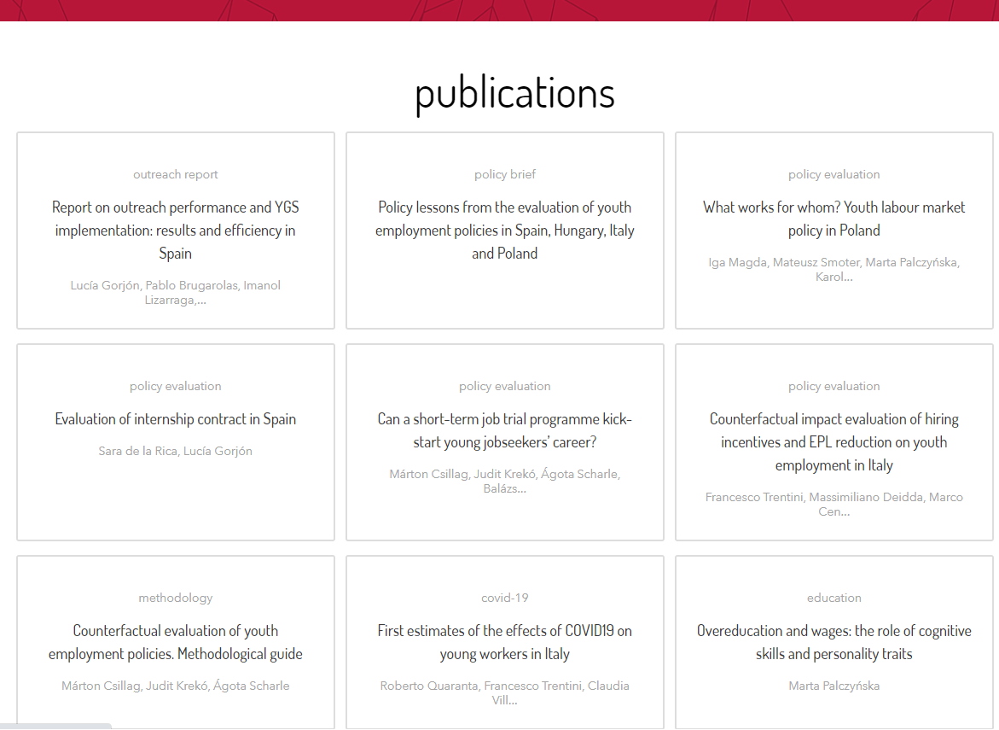 publications
outreach report
Report on outreach performance and YGS
implementation: results and efficiency in
Spain
Lucía Gorjón, Pablo Brugarolas, Imanol
Lizarraga,...
policy brief
Policy lessons from the evaluation of youth
employment policies in Spain, Hungary, Italy
and Poland
policy evaluation
What works for whom? Youth labour market
policy in Poland
Iga Magda, Mateusz Smoter, Marta Palczyńska,
Karol...
policy evaluation
Evaluation of internship contract in Spain
Sara de la Rica, Lucía Gorjón
policy evaluation
Can a short-term job trial programme kick-
start young jobseekers’ career?
Márton Csillag, Judit Krekó, Ágota Scharle,
Balázs...
policy evaluation
Counterfactual impact evaluation of hiring
incentives and EPL reduction on youth
employment in Italy
Francesco Trentini, Massimiliano Deidda, Marco
Cen...
methodology
Counterfactual evaluation of youth
employment policies. Methodological guide
Márton Csillag, Judit Krekó, Ágota Scharle
covid-19
First estimates of the effects of COVID19 on
young workers in Italy
Roberto Quaranta, Francesco Trentini, Claudia
Vill...
education
Overeducation and wages: the role of cognitive
skills and personality traits
Marta Palczyńska